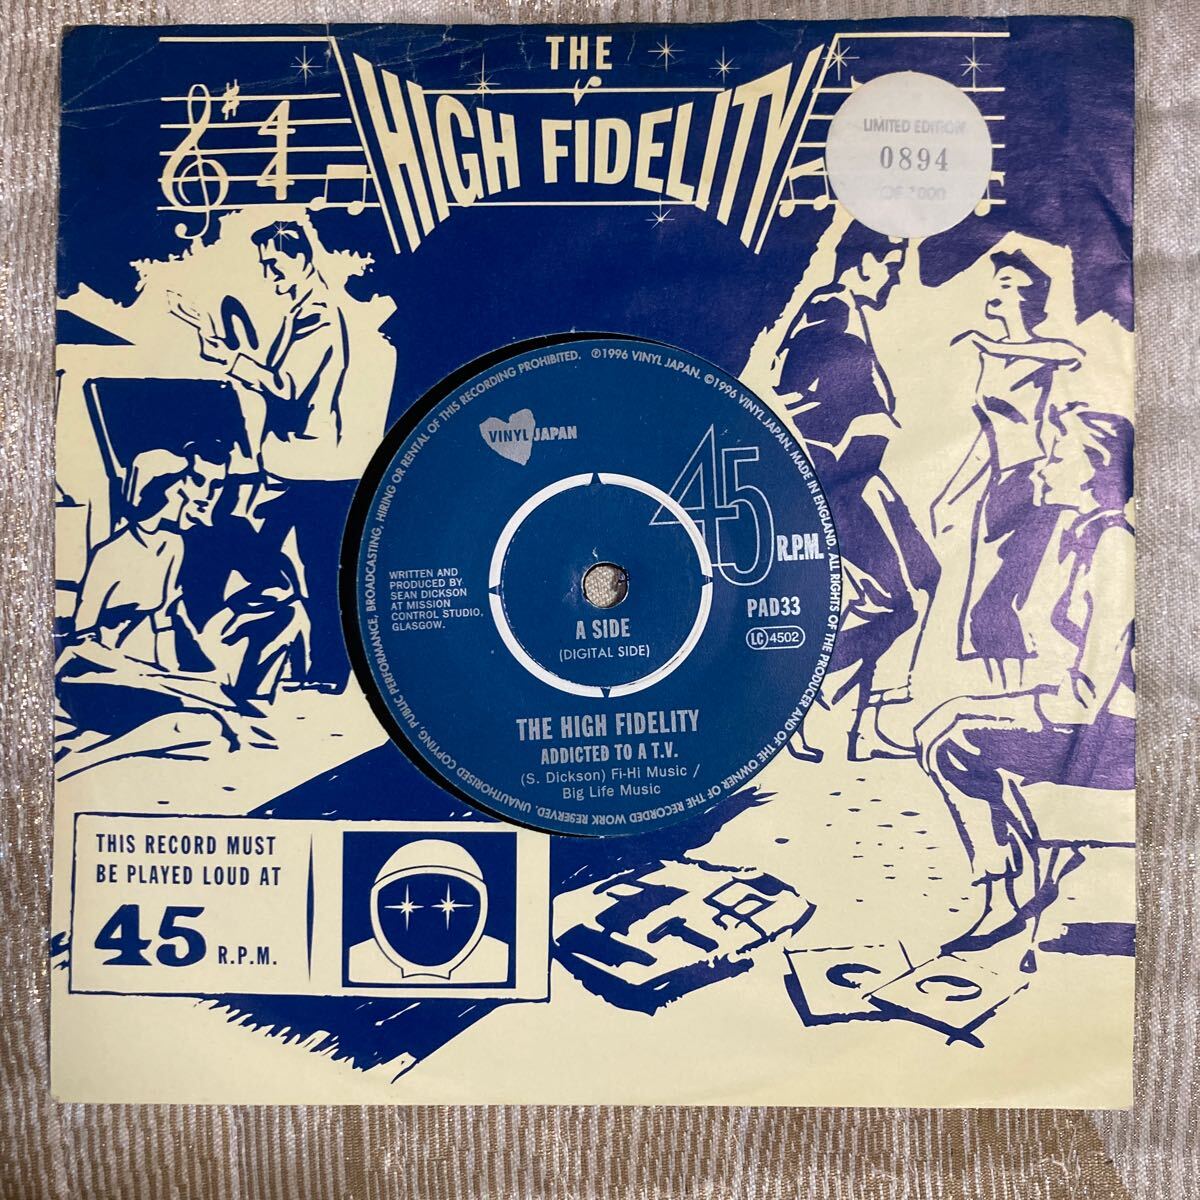 THE
HIGH FIDELITY
4
4
LIMITED EDITION
0894
OF 1000
℗1996 VINYL JAPAN. ©1996 VINYL JAPAN. MADE IN ENGLAND. ALL RIGHTS OF THE PRODUCER AND OF THE OWNER OF THE RECORDED WORK RESERVED. UNAUTHORISED COPYING, PUBLIC PERFORMANCE, BROADCASTING, HIRING OR RENTAL OF THIS RECORDING PROHIBITED.
VINYL JAPAN
45
R.P.M.
WRITTEN AND
PRODUCED BY
SEAN DICKSON
AT MISSION
CONTROL STUDIO,
GLASGOW.
PAD33
LC 4502
A SIDE
(DIGITAL SIDE)
THE HIGH FIDELITY
ADDICTED TO A T.V.
(S. Dickson) Fi-Hi Music /
Big Life Music
THIS RECORD MUST
BE PLAYED LOUD AT
45 R.P.M.